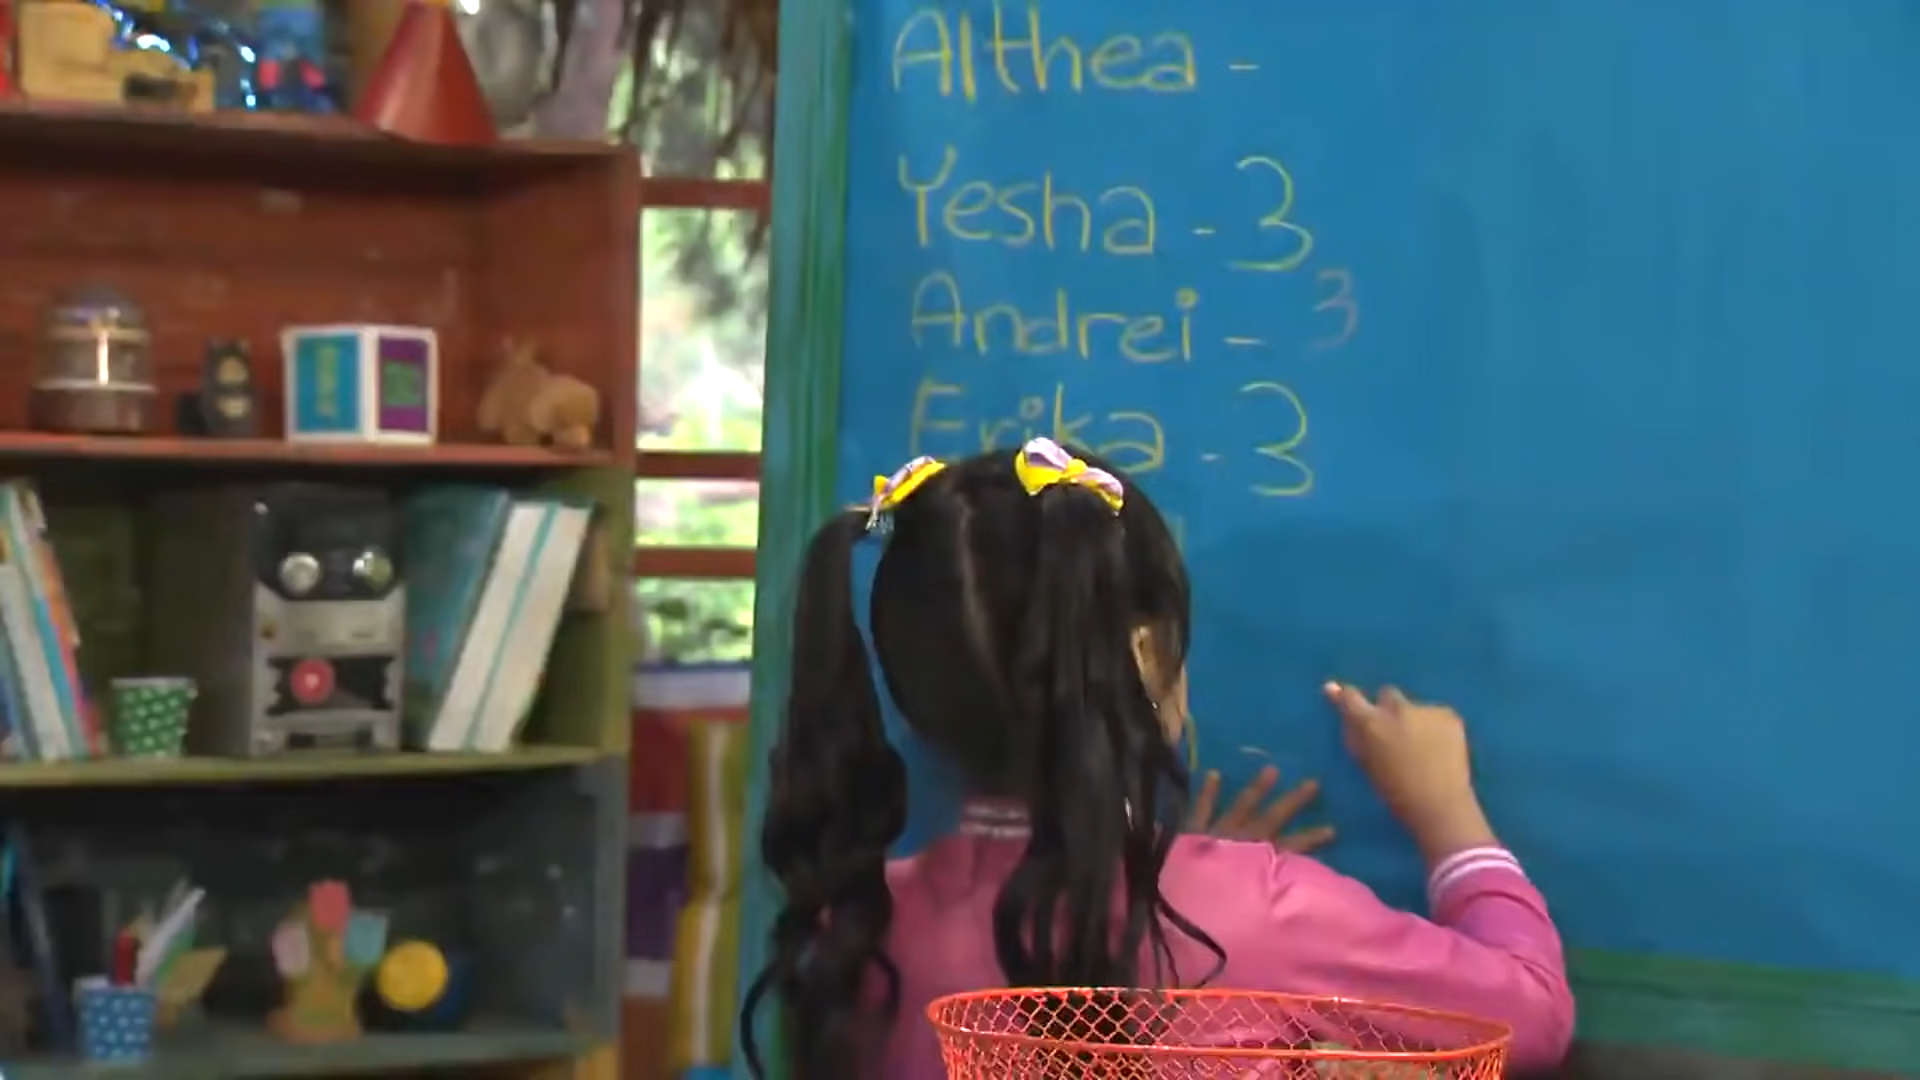 Althea -
Yesha - 3
Andrei - 3
Erika - 3